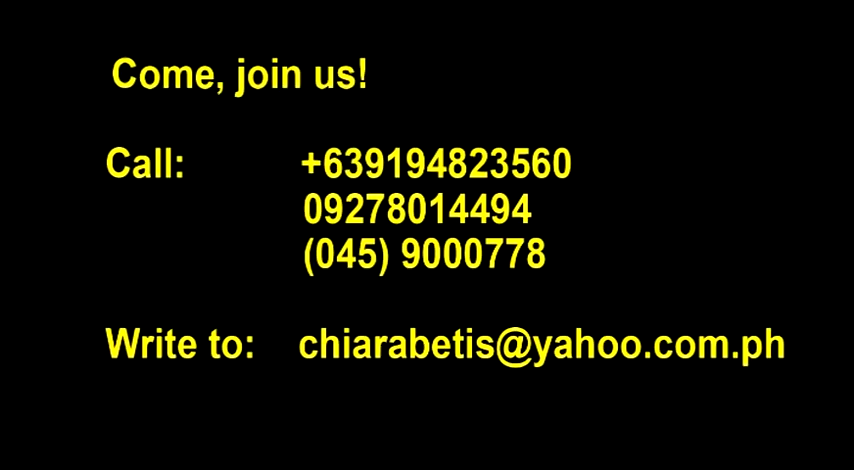 Come, join us!
Call: +639194823560
09278014494
(045) 9000778
Write to: chiarabetis@yahoo.com.ph